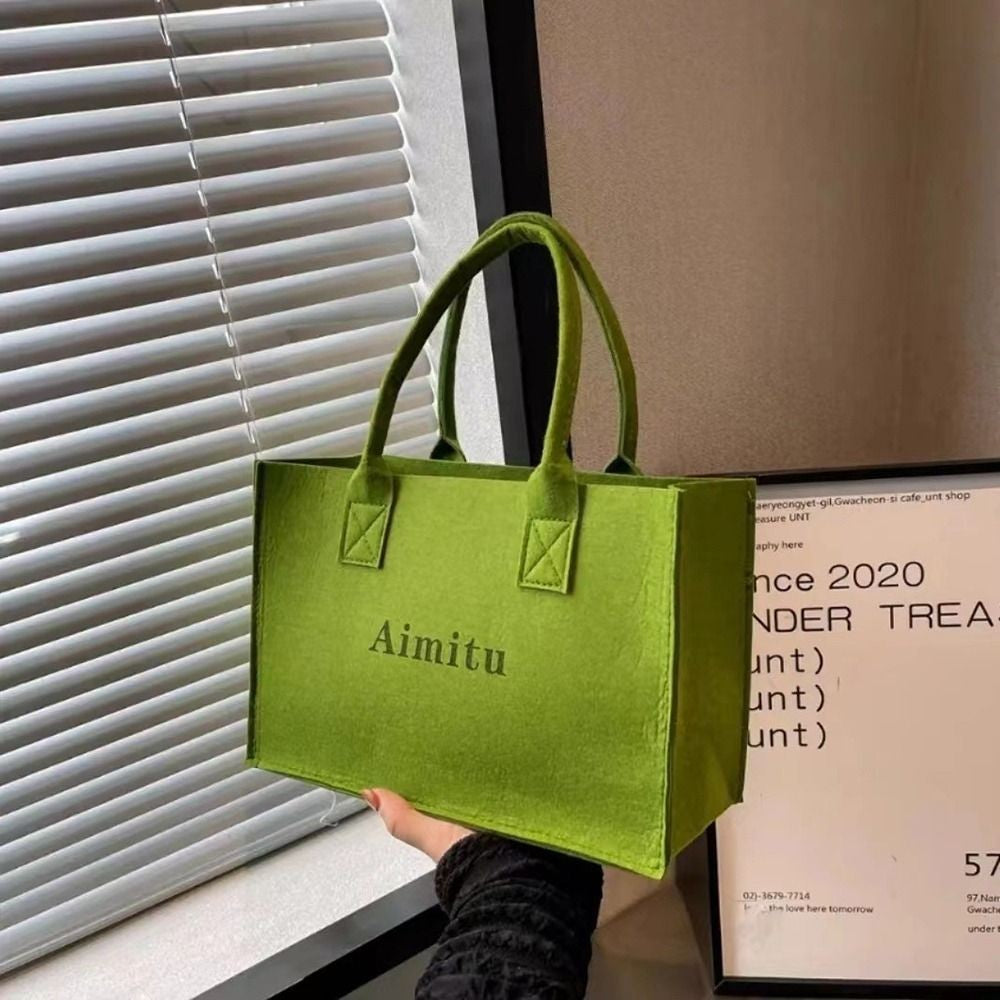 Aimitu
aeryeongyet-gil,Gwacheon-si cafe_unt shop
easure UNT
aphy here
nce 2020
NDER TREA
unt)
unt)
unt)
57
02)-3679-7714
the love here tomorrow
97,Nam
Gwache
under t